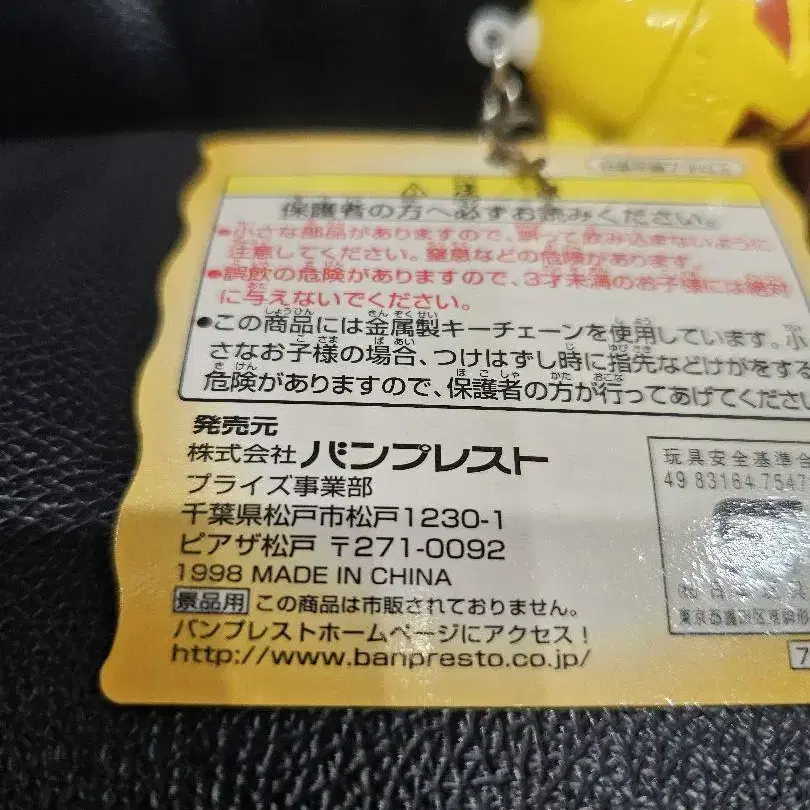 注
保護者の方へ必ずお読みください。
●小さな部品がありますので、誤って飲み込まないように
注意してください。窒息などの危険があります。
●誤飲の危険がありますので、3才未満のお子様には絶対
に与えないでください。
●この商品には金属製キーチェーンを使用しています。小
さなお子様の場合、つけはずし時に指先などけがをする
危険がありますので、保護者の方が行ってあげてください
発売元
株式会社 バンプレスト
プライズ事業部
千葉県松戸市松戸1230-1
ピアザ松戸 〒271-0092
1998 MADE IN CHINA
景品用 この商品は市販されておりません。
バンプレストホームページにアクセス!
http://www.banpresto.co.jp/
玩具安全基準合
49 83164 7547
7